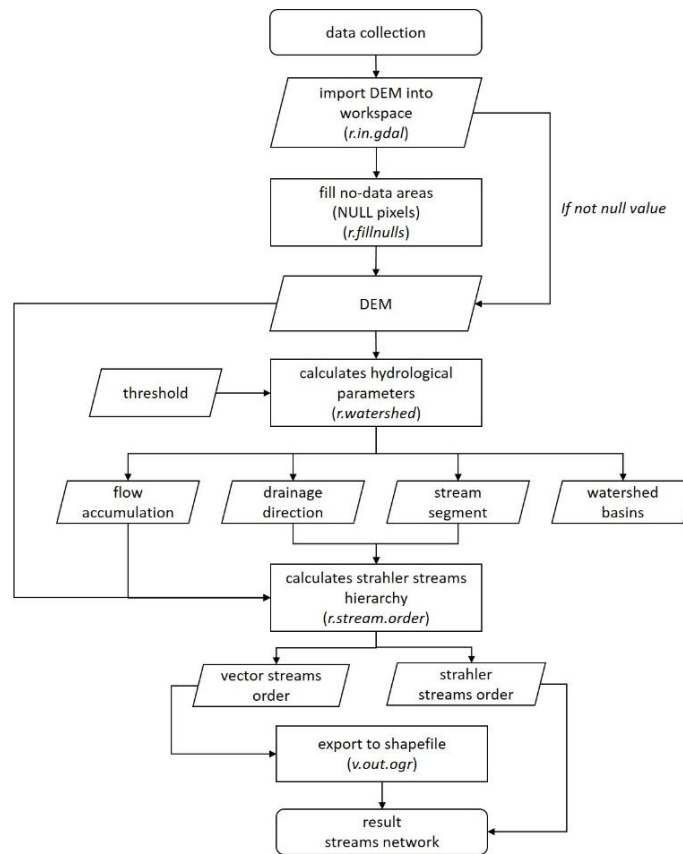 data collection
import DEM into
workspace
(r.in.gdal)
fill no-data areas
(NULL pixels)
(r.fillnulls)
If not null value
DEM
threshold
calculates hydrological
parameters
(r.watershed)
flow
accumulation
drainage
direction
stream
segment
watershed
basins
calculates strahler streams
hierarchy
(r.stream.order)
vector streams
order
strahler
streams order
export to shapefile
(v.out.ogr)
result
streams network